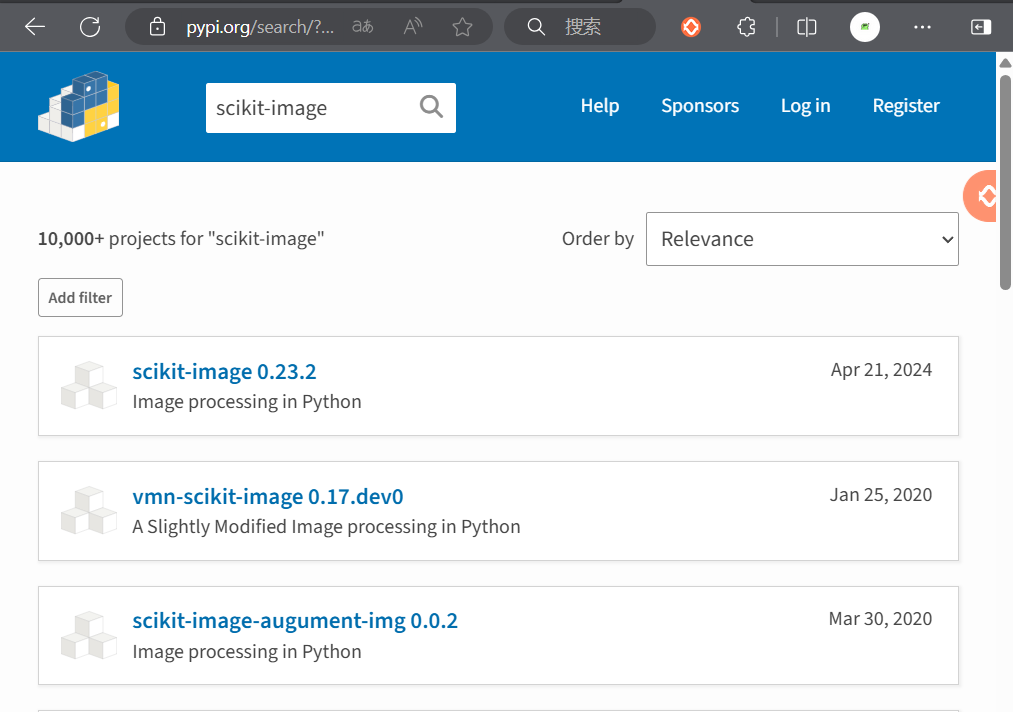 pypi.org/search/?...
aあ
A
搜索
scikit-image
Help
Sponsors
Log in
Register
10,000+ projects for "scikit-image"
Order by
Relevance
Add filter
scikit-image 0.23.2
Apr 21, 2024
Image processing in Python
vmn-scikit-image 0.17.dev0
Jan 25, 2020
A Slightly Modified Image processing in Python
scikit-image-augument-img 0.0.2
Mar 30, 2020
Image processing in Python